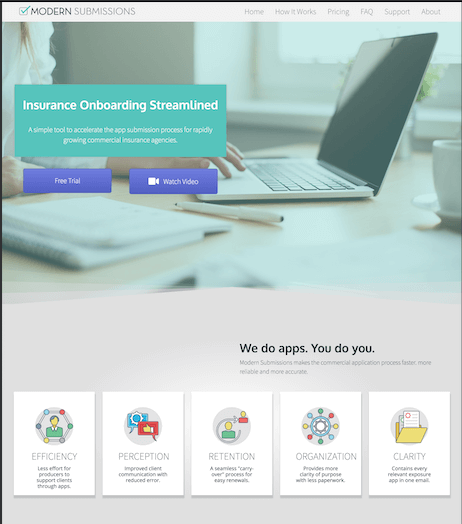 MODERN SUBMISSIONS
Home How it Works Pricing FAQ Support About
Insurance Onboarding Streamlined
A simple tool to accelerate the app submission process for rapidly
growing commercial insurance agencies.
Free Trial
Watch Video
We do apps. You do you.
Modern Submissions makes the commercial application process faster, more
reliable and more accurate.
EFFICIENCY
Less effort for
producers to
support clients
through apps.
PERCEPTION
Improved client
communication with
reduced error.
RETENTION
A seamless "carry-
over" process for
easy renewals.
ORGANIZATION
Provides more
clarity of purpose
with less paperwork.
CLARITY
Contains every
relevant exposure
app in one email.